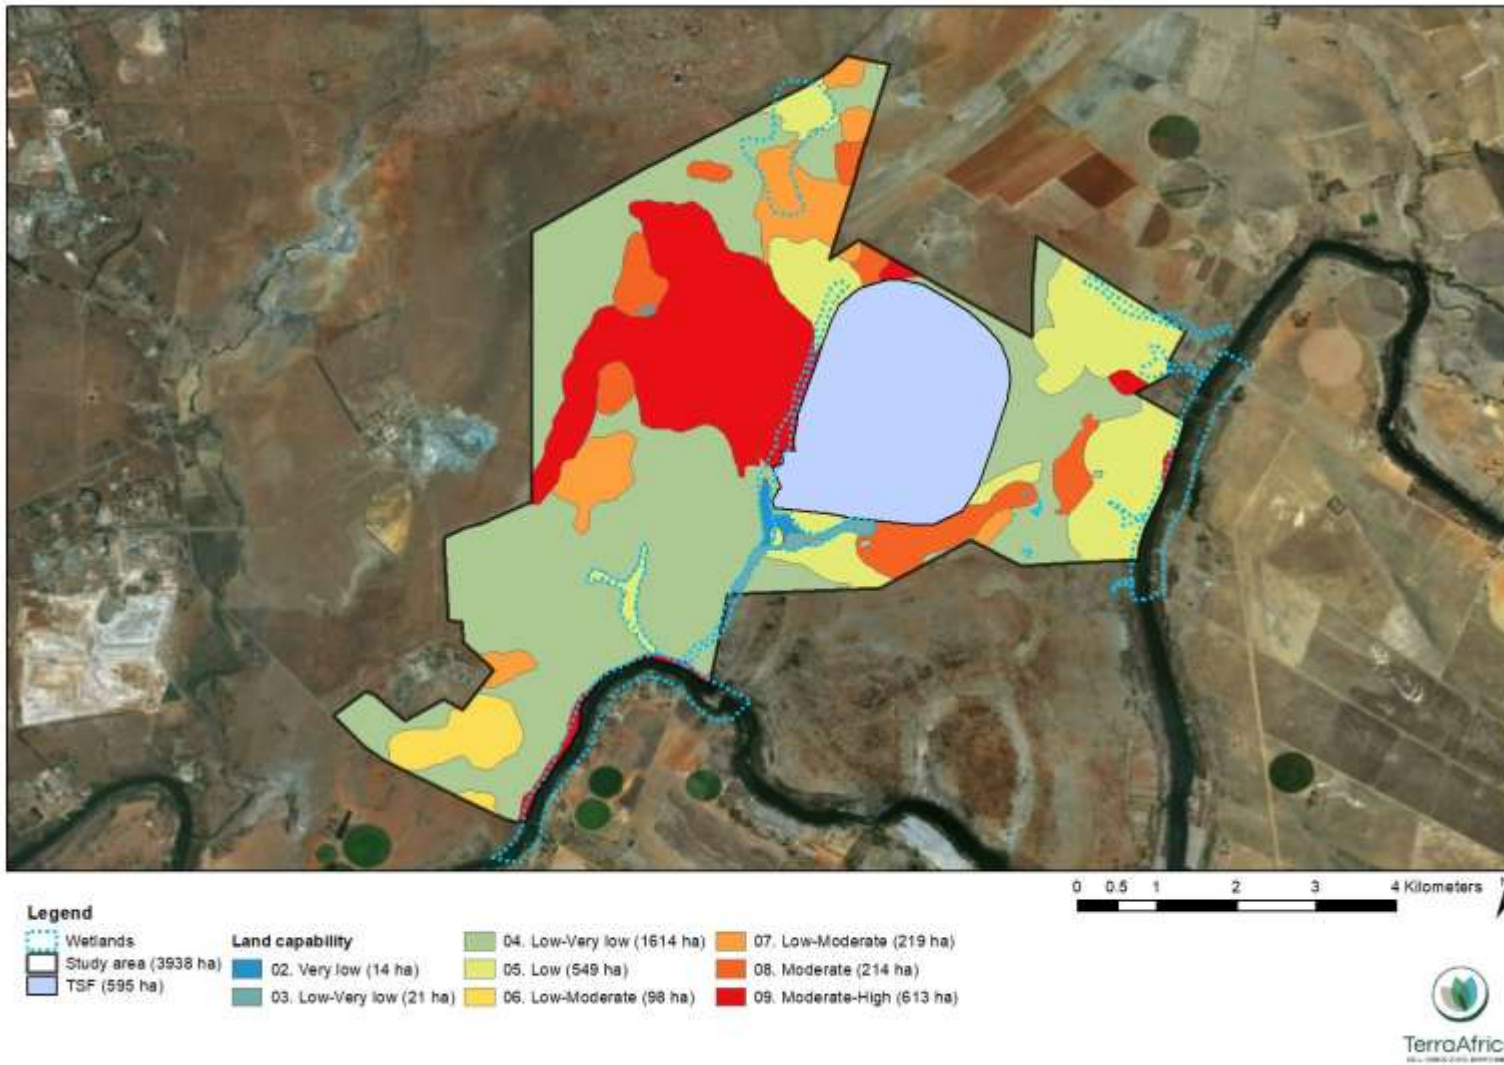 0 0.5 1 2 3 4 Kilometers
Legend
Wetlands
Study area (3938 ha)
TSF (595 ha)
Land capability
02. Very low (14 ha)
03. Low-Very low (21 ha)
04. Low-Very low (1614 ha)
05. Low (549 ha)
06. Low-Moderate (98 ha)
07. Low-Moderate (219 ha)
08. Moderate (214 ha)
09. Moderate-High (613 ha)
TerraAfric